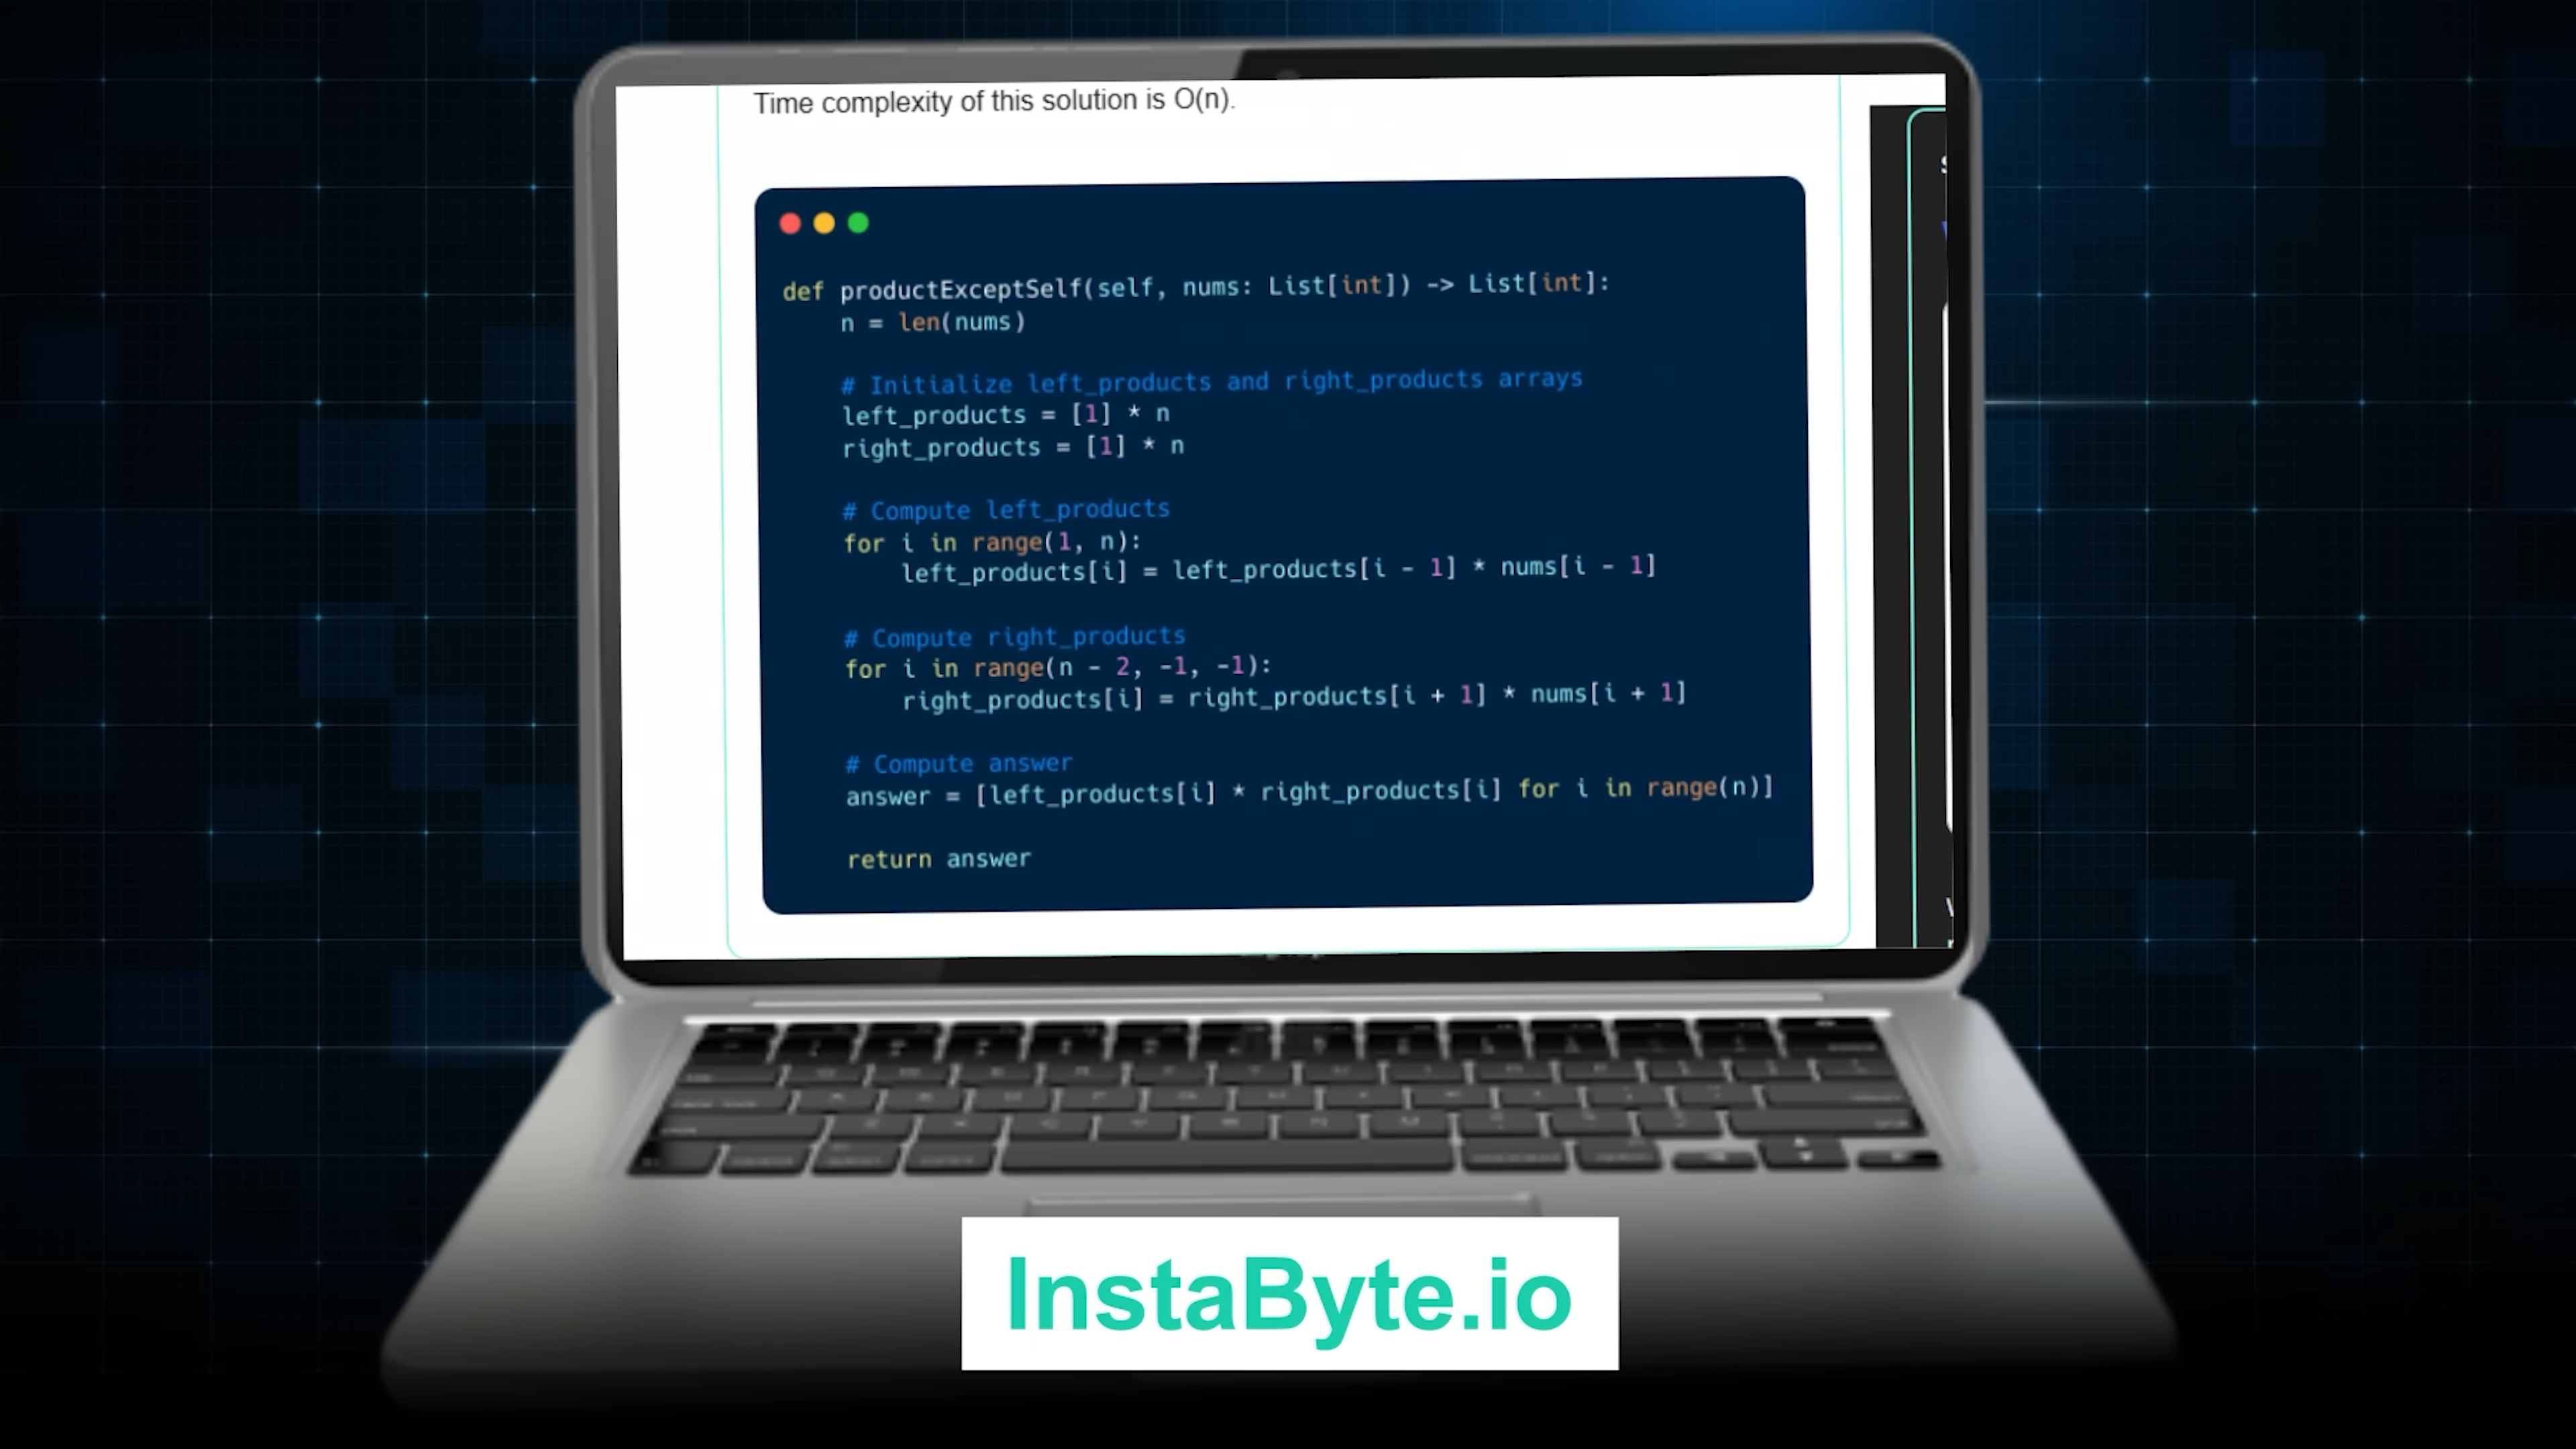 Time complexity of this solution is O(n).
def productExceptSelf(self, nums: List[int]) -> List[int]:
    n = len(nums)
    # Initialize left_products and right_products arrays
    left_products = [1] * n
    right_products = [1] * n
    # Compute left_products
    for i in range(1, n):
        left_products[i] = left_products[i - 1] * nums[i - 1]
    # Compute right_products
    for i in range(n - 2, -1, -1):
        right_products[i] = right_products[i + 1] * nums[i + 1]
    # Compute answer
    answer = [left_products[i] * right_products[i] for i in range(n)]
    return answer
InstaByte.io